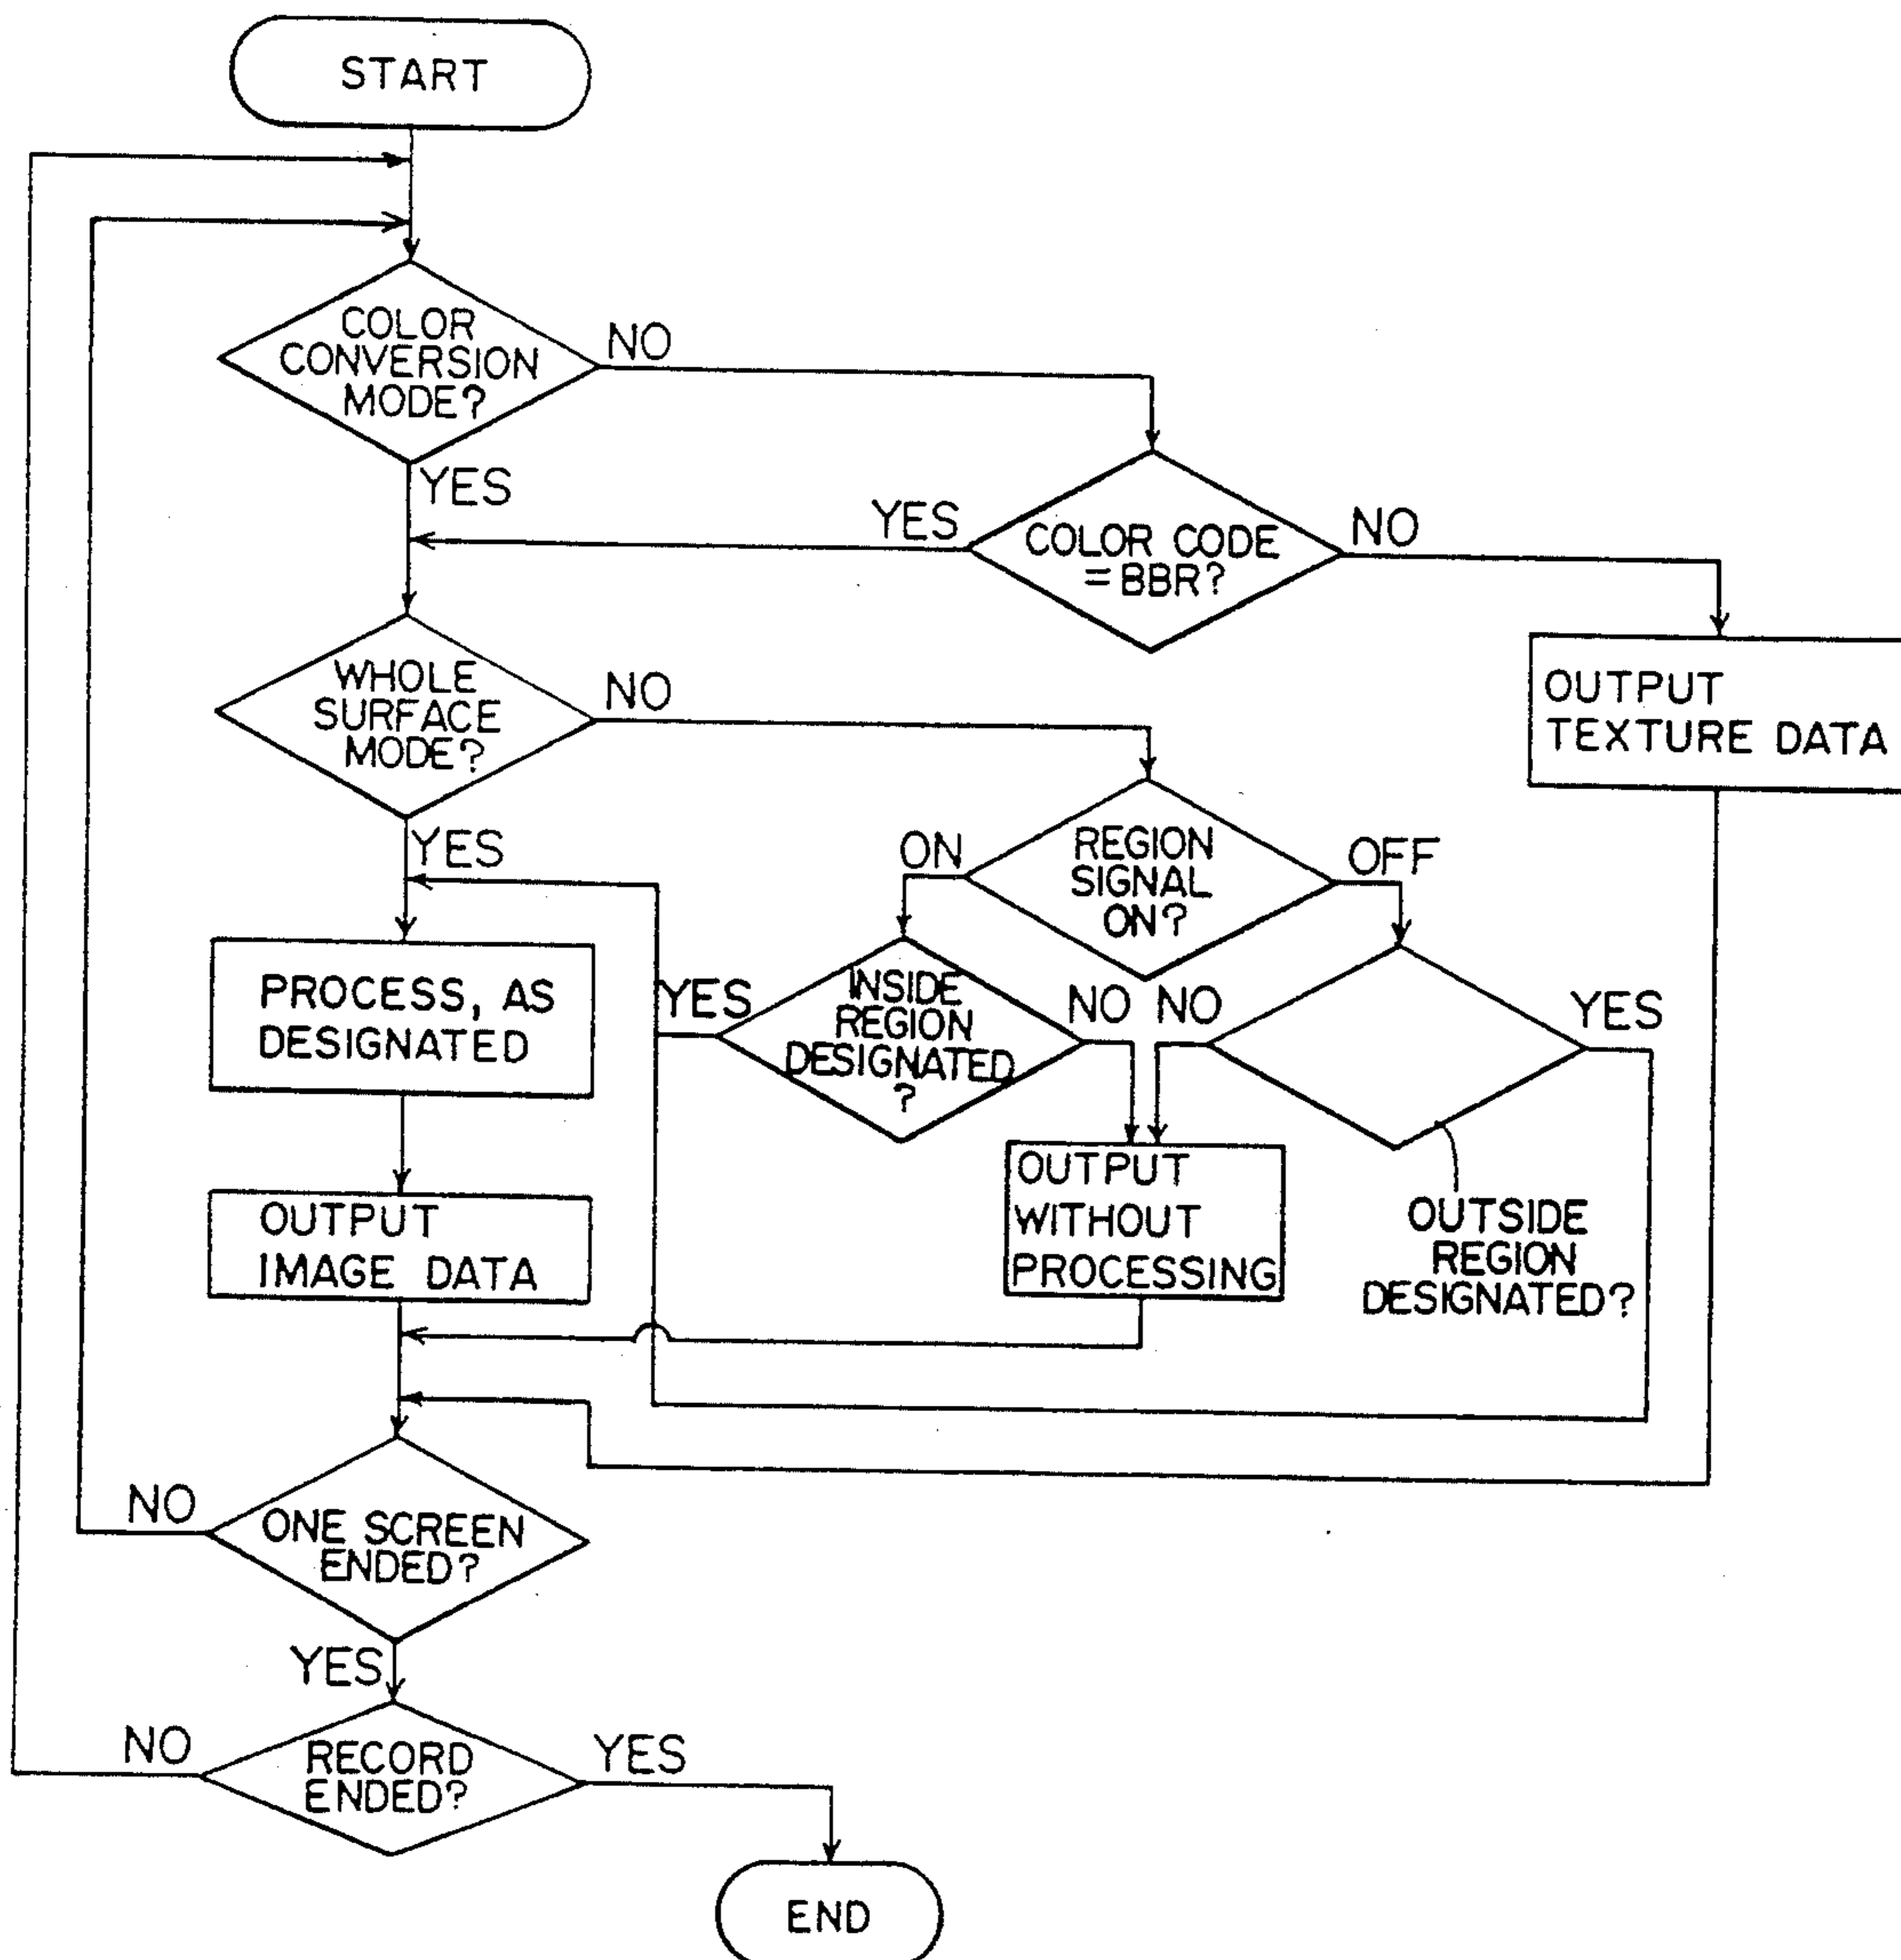 START
COLOR
CONVERSION
MODE?
NO
YES
COLOR CODE
= BBR?
YES
NO
OUTPUT
TEXTURE DATA
WHOLE
SURFACE
MODE?
NO
YES
REGION
SIGNAL
ON?
ON
OFF
PROCESS, AS
DESIGNATED
YES
INSIDE
REGION
DESIGNATED
?
NO
NO
YES
OUTPUT
IMAGE DATA
OUTPUT
WITHOUT
PROCESSING
OUTSIDE
REGION
DESIGNATED?
NO
ONE SCREEN
ENDED?
YES
NO
RECORD
ENDED?
YES
END